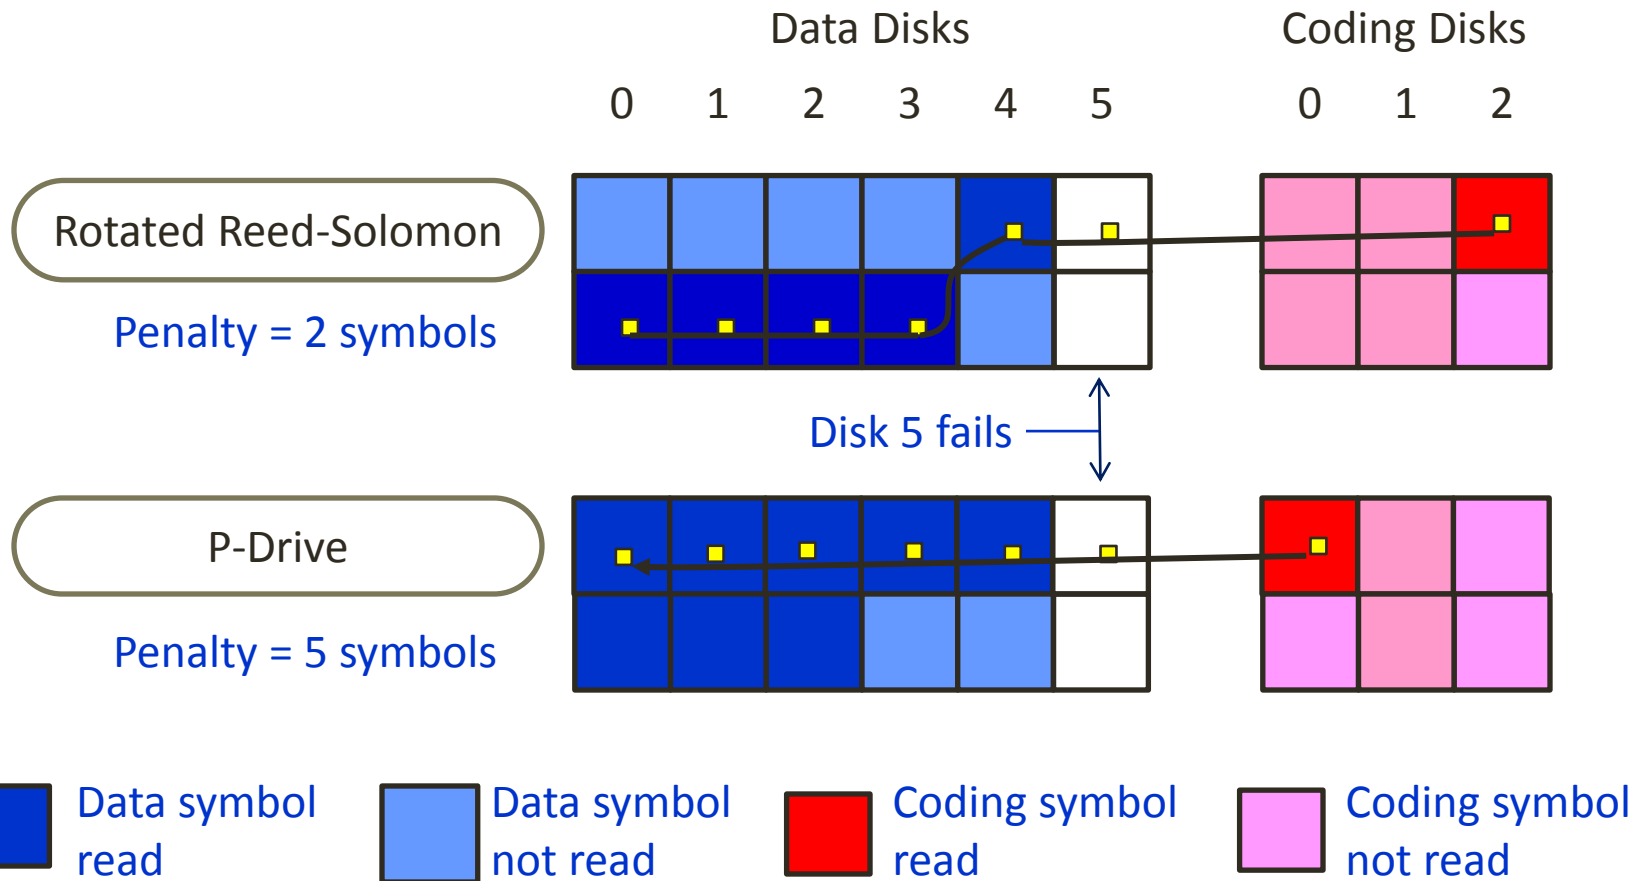 Data Disks
Coding Disks
0 1 2 3 4 5
0 1 2
Rotated Reed-Solomon
Penalty = 2 symbols
Disk 5 fails
P-Drive
Penalty = 5 symbols
Data symbol
read
Data symbol
not read
Coding symbol
read
Coding symbol
not read